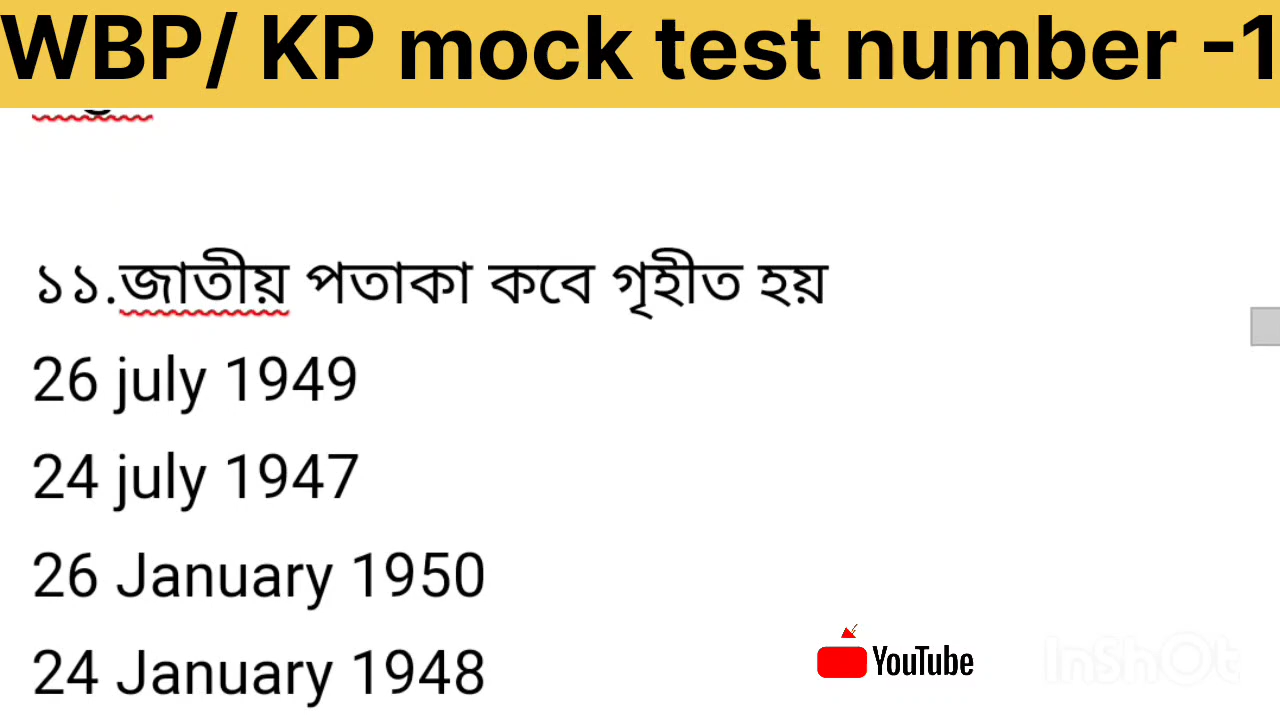 WBP/ KP mock test number -1
১১.জাতীয় পতাকা কবে গৃহীত হয়
26 july 1949
24 july 1947
26 January 1950
24 January 1948
YouTube
InShOt